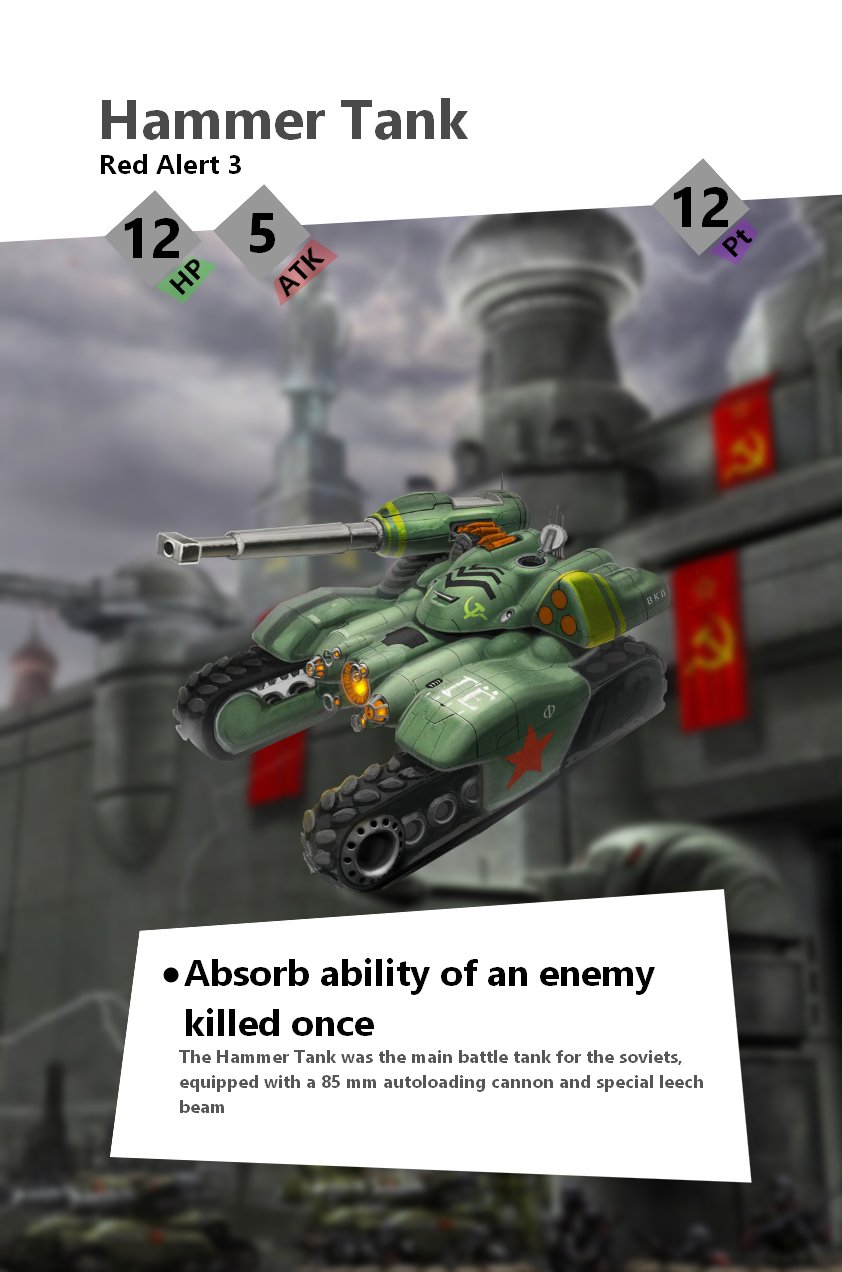 Hammer Tank
Red Alert 3
12
HP
5
ATK
12
Pt
•Absorb ability of an enemy
killed once
The Hammer Tank was the main battle tank for the soviets,
equipped with a 85 mm autoloading cannon and special leech
beam